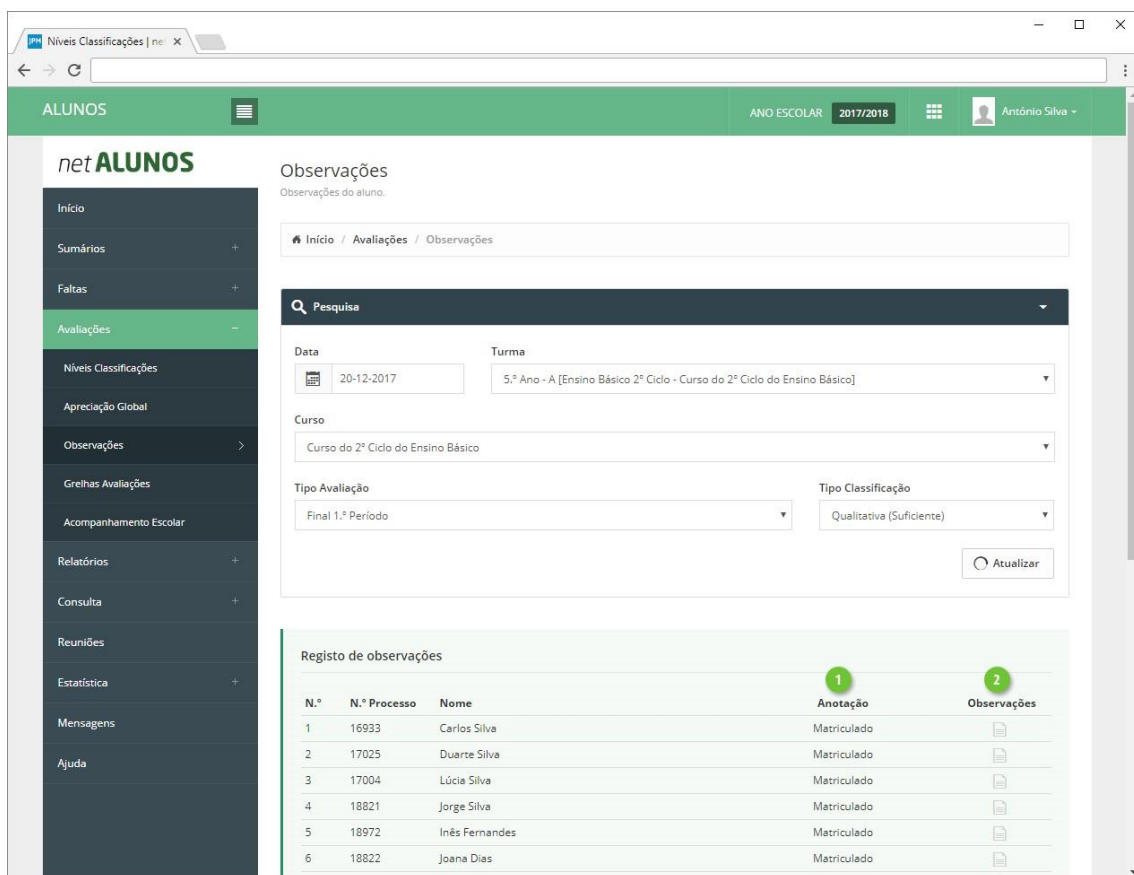 JPM Níveis Classificações | net
ALUNOS
ANO ESCOLAR 2017/2018
António Silva
net ALUNOS
Início
Sumários +
Faltas +
Avaliações −
Níveis Classificações
Apreciação Global
Observações
Grelhas Avaliações
Acompanhamento Escolar
Relatórios +
Consulta +
Reuniões
Estatística +
Mensagens
Ajuda
Observações
Observações do aluno.
Início / Avaliações / Observações
Pesquisa
Data Turma
20-12-2017 5.º Ano - A [Ensino Básico 2º Ciclo - Curso do 2º Ciclo do Ensino Básico]
Curso
Curso do 2º Ciclo do Ensino Básico
Tipo Avaliação Tipo Classificação
Final 1.º Período Qualitativa (Suficiente)
Atualizar
Registo de observações
1 2
N.º N.º Processo Nome Anotação Observações
1 16933 Carlos Silva Matriculado
2 17025 Duarte Silva Matriculado
3 17004 Lúcia Silva Matriculado
4 18821 Jorge Silva Matriculado
5 18972 Inês Fernandes Matriculado
6 18822 Joana Dias Matriculado